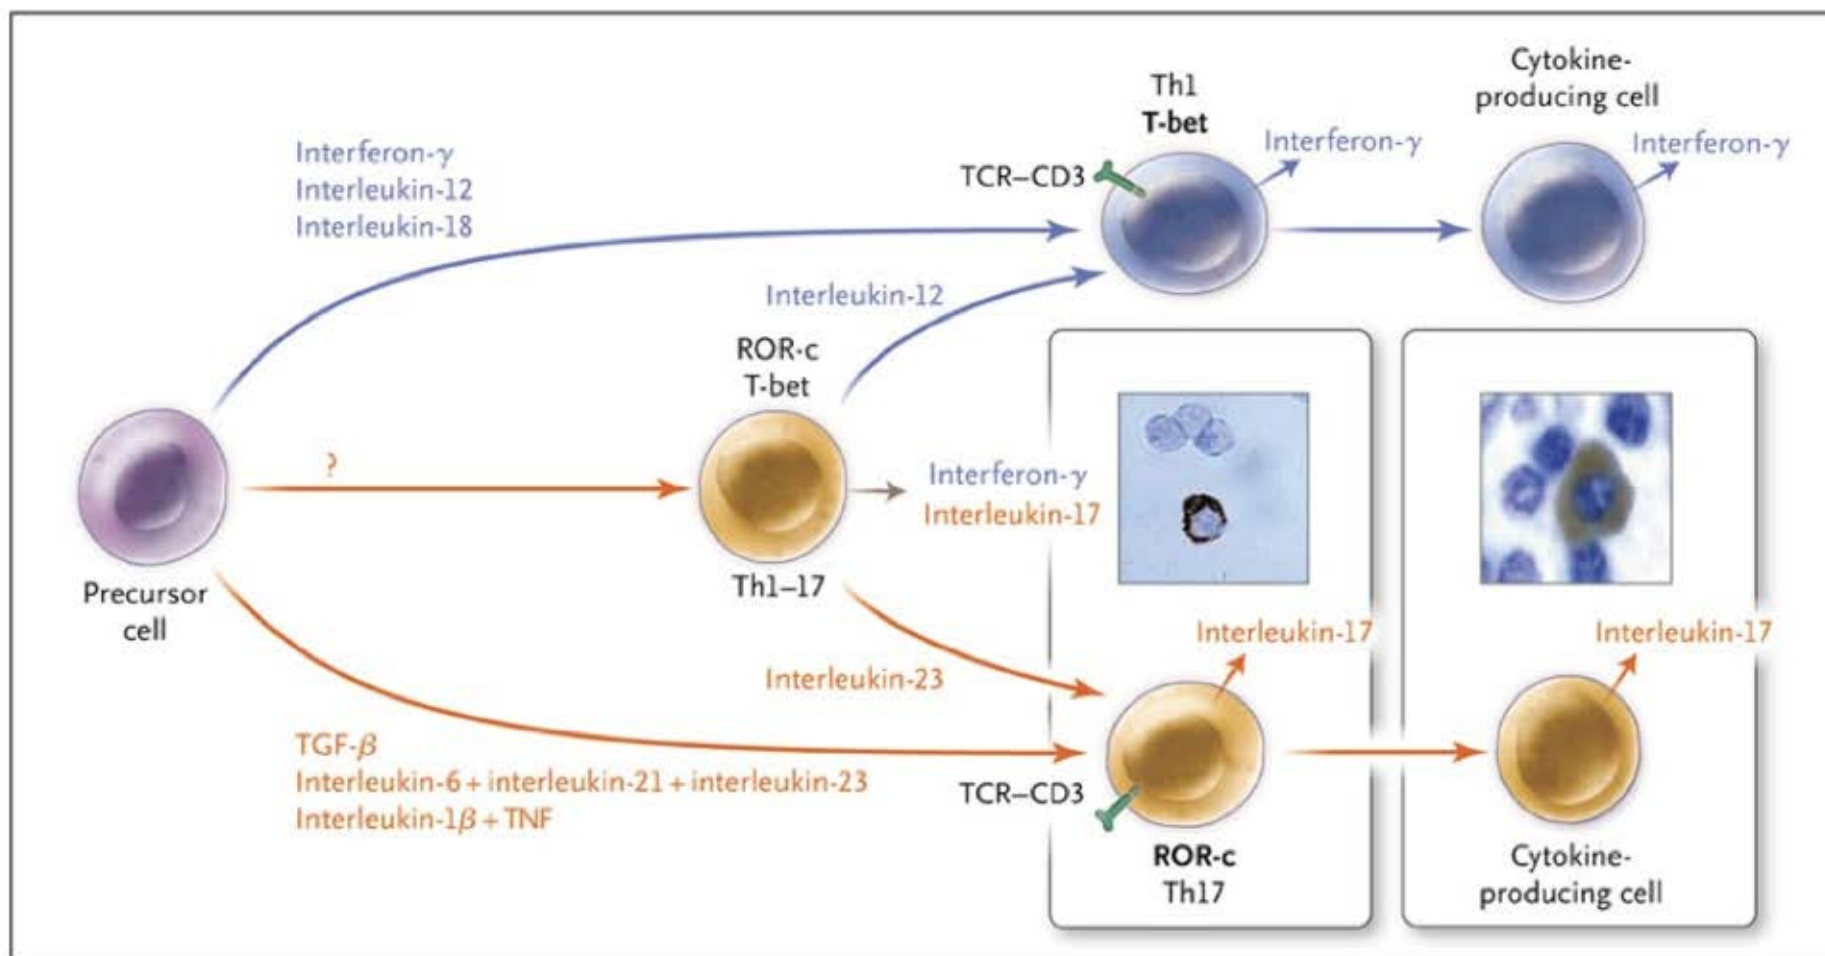 Interferon-γ
Interleukin-12
Interleukin-18
Th1
T-bet
TCR–CD3
Interferon-γ
Cytokine-
producing cell
Interferon-γ
Interleukin-12
ROR-c
T-bet
?
Interferon-γ
Interleukin-17
Th1–17
Precursor
cell
Interleukin-23
TGF-β
Interleukin-6 + interleukin-21 + interleukin-23
Interleukin-1β + TNF
Interleukin-17
TCR–CD3
ROR-c
Th17
Interleukin-17
Cytokine-
producing cell